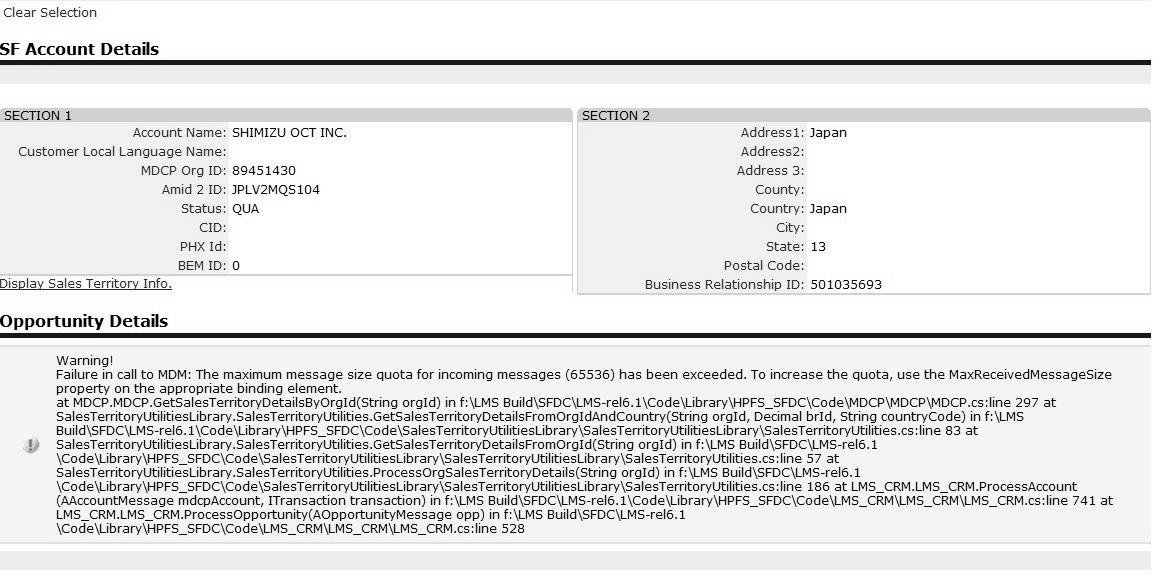 Clear Selection
SF Account Details
SECTION 1
Account Name: SHIMIZU OCT INC.
Customer Local Language Name:
MDCP Org ID: 89451430
Amid 2 ID: JPLV2MQS104
Status: QUA
CID:
PHX Id:
BEM ID: 0
Display Sales Territory Info.
SECTION 2
Address1: Japan
Address2:
Address 3:
County:
Country: Japan
City:
State: 13
Postal Code:
Business Relationship ID: 501035693
Opportunity Details
Warning!
Failure in call to MDM: The maximum message size quota for incoming messages (65536) has been exceeded. To increase the quota, use the MaxReceivedMessageSize
property on the appropriate binding element.
at MDCP.MDCP.GetSalesTerritoryDetailsByOrgId(String orgId) in f:\LMS Build\SFDC\LMS-rel6.1\Code\Library\HPFS_SFDC\Code\MDCP\MDCP\MDCP.cs:line 297 at
SalesTerritoryUtilitiesLibrary.SalesTerritoryUtilities.GetSalesTerritoryDetailsFromOrgIdAndCountry(String orgId, Decimal brId, String countryCode) in f:\LMS
Build\SFDC\LMS-rel6.1\Code\Library\HPFS_SFDC\Code\SalesTerritoryUtilitiesLibrary\SalesTerritoryUtilitiesLibrary\SalesTerritoryUtilities.cs:line 83 at
SalesTerritoryUtilitiesLibrary.SalesTerritoryUtilities.GetSalesTerritoryDetailsFromOrgId(String orgId) in f:\LMS Build\SFDC\LMS-rel6.1
\Code\Library\HPFS_SFDC\Code\SalesTerritoryUtilitiesLibrary\SalesTerritoryUtilitiesLibrary\SalesTerritoryUtilities.cs:line 57 at
SalesTerritoryUtilitiesLibrary.SalesTerritoryUtilities.ProcessOrgSalesTerritoryDetails(String orgId) in f:\LMS Build\SFDC\LMS-rel6.1
\Code\Library\HPFS_SFDC\Code\SalesTerritoryUtilitiesLibrary\SalesTerritoryUtilitiesLibrary\SalesTerritoryUtilities.cs:line 186 at LMS_CRM.LMS_CRM.ProcessAccount
(AAccountMessage mdcpAccount, ITransaction transaction) in f:\LMS Build\SFDC\LMS-rel6.1\Code\Library\HPFS_SFDC\Code\LMS_CRM\LMS_CRM\LMS_CRM.cs:line 741 at
LMS_CRM.LMS_CRM.ProcessOpportunity(AOpportunityMessage opp) in f:\LMS Build\SFDC\LMS-rel6.1
\Code\Library\HPFS_SFDC\Code\LMS_CRM\LMS_CRM\LMS_CRM.cs:line 528